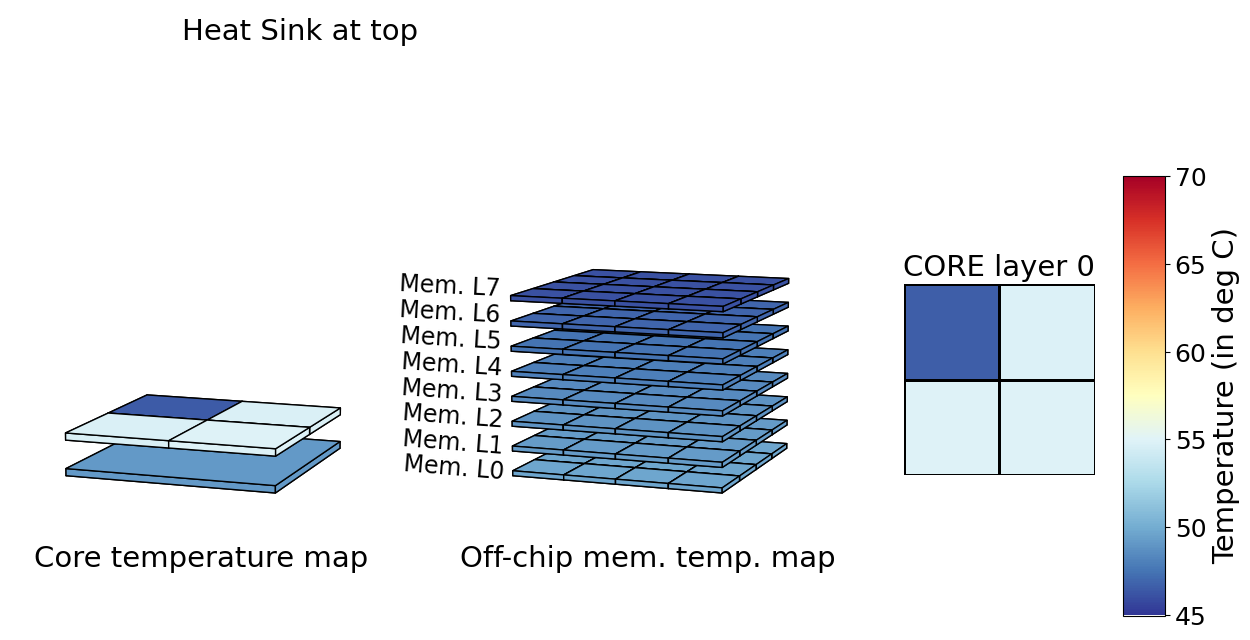 Heat Sink at top
Mem. L7
Mem. L6
Mem. L5
Mem. L4
Mem. L3
Mem. L2
Mem. L1
Mem. L0
Core temperature map
Off-chip mem. temp. map
CORE layer 0
70
65
60
55
50
45
Temperature (in deg C)